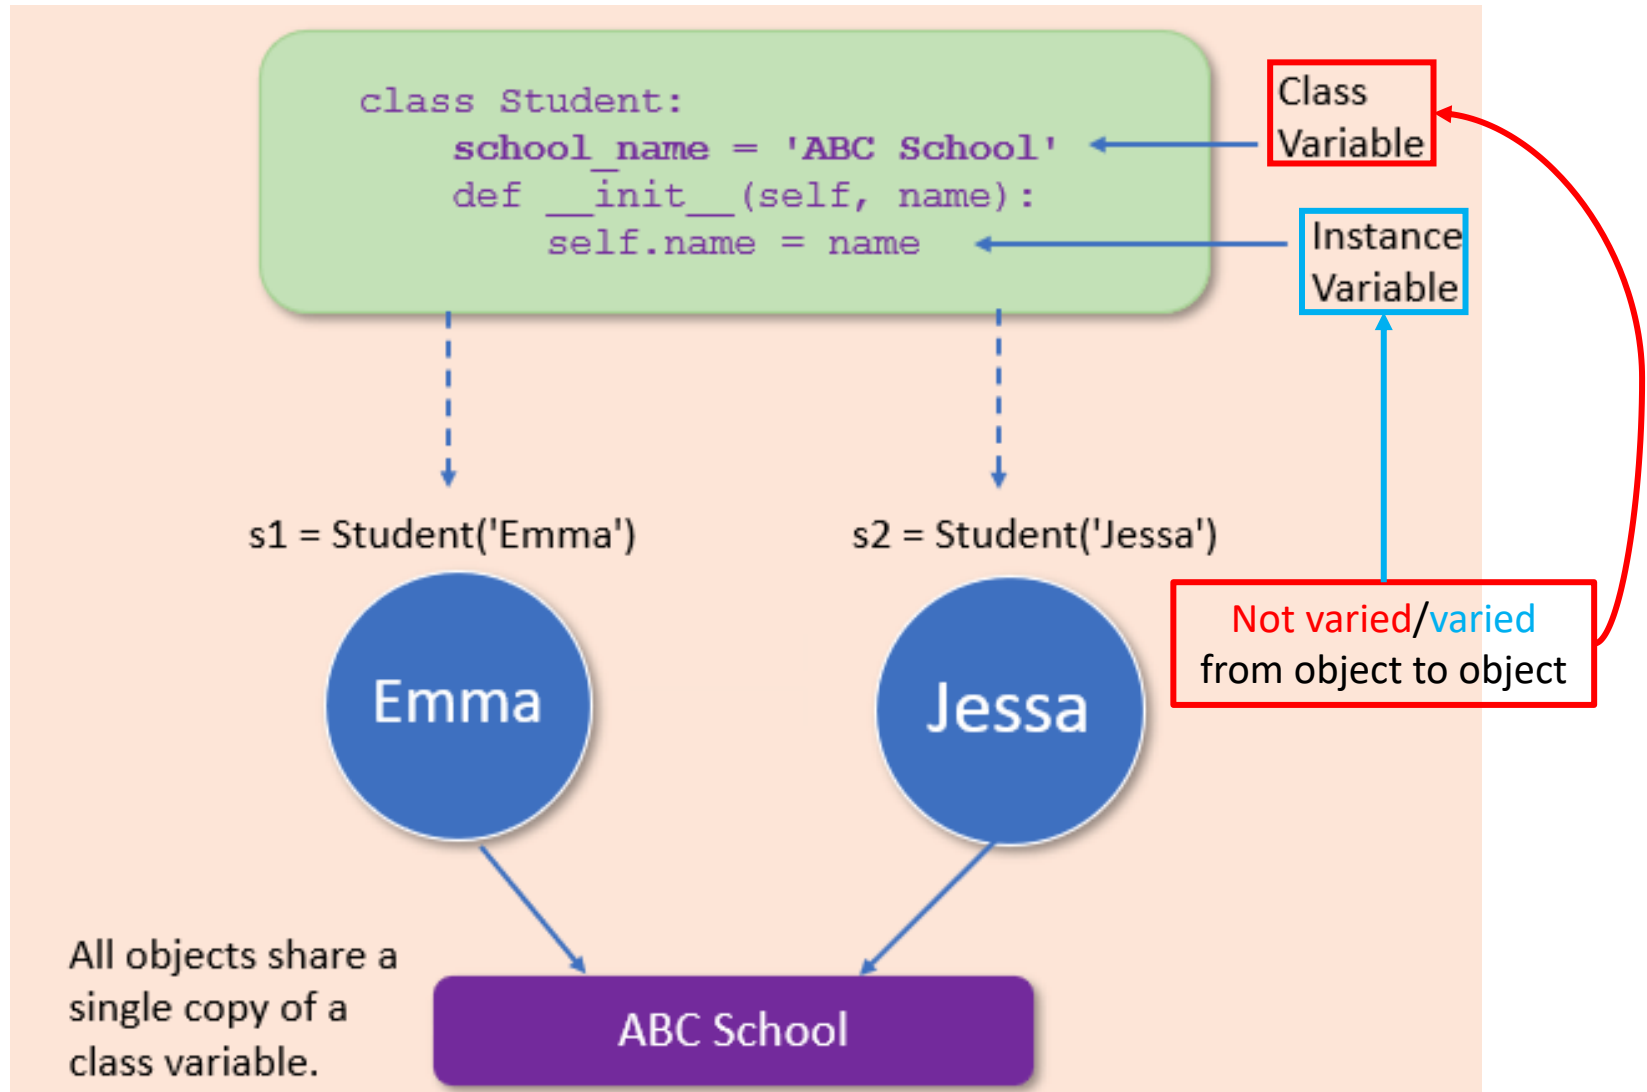 class Student:
school_name = 'ABC School'
def __init__(self, name):
self.name = name
Class
Variable
Instance
Variable
s1 = Student('Emma')
s2 = Student('Jessa')
Emma
Jessa
Not varied/varied
from object to object
All objects share a
single copy of a
class variable.
ABC School